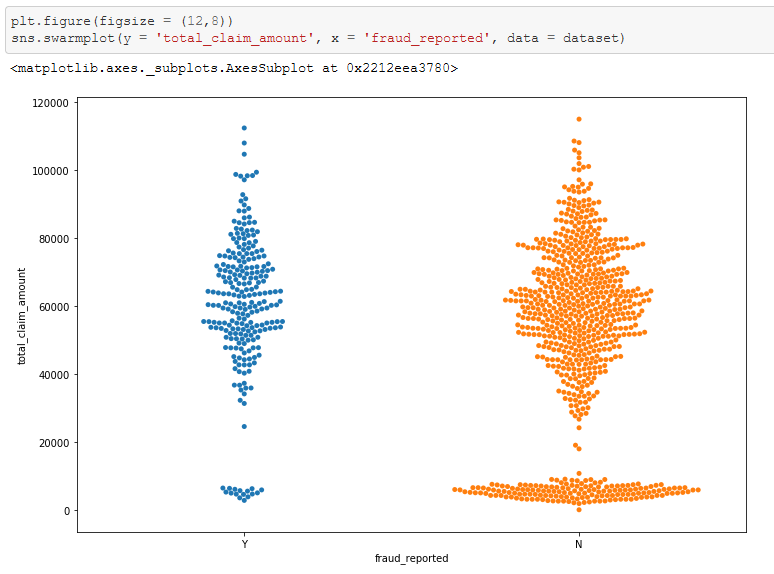 plt.figure(figsize = (12,8))
sns.swarmplot(y = 'total_claim_amount', x = 'fraud_reported', data = dataset)
<matplotlib.axes._subplots.AxesSubplot at 0x2212eea3780>
120000
100000
80000
60000
40000
20000
0
total_claim_amount
Y
N
fraud_reported